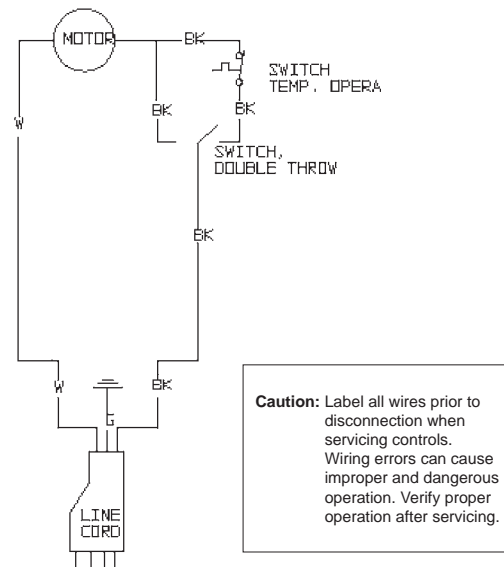 MOTOR
BK
SWITCH
TEMP. OPERA
BK
BK
W
SWITCH,
DOUBLE THROW
BK
W
BK
G
LINE
CORD
Caution: Label all wires prior to
disconnection when
servicing controls.
Wiring errors can cause
improper and dangerous
operation. Verify proper
operation after servicing.